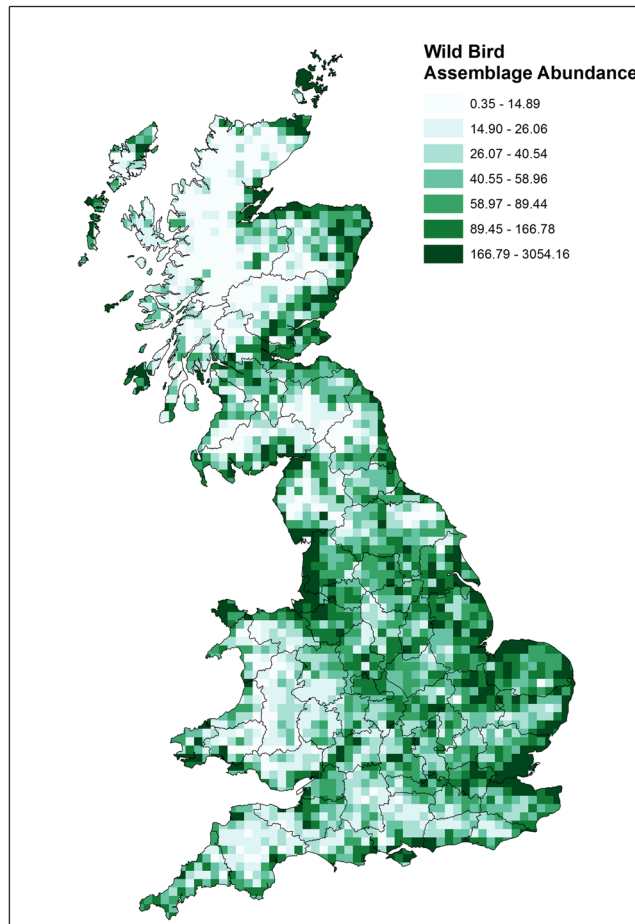 Wild Bird
Assemblage Abundance
0.35 - 14.89
14.90 - 26.06
26.07 - 40.54
40.55 - 58.96
58.97 - 89.44
89.45 - 166.78
166.79 - 3054.16